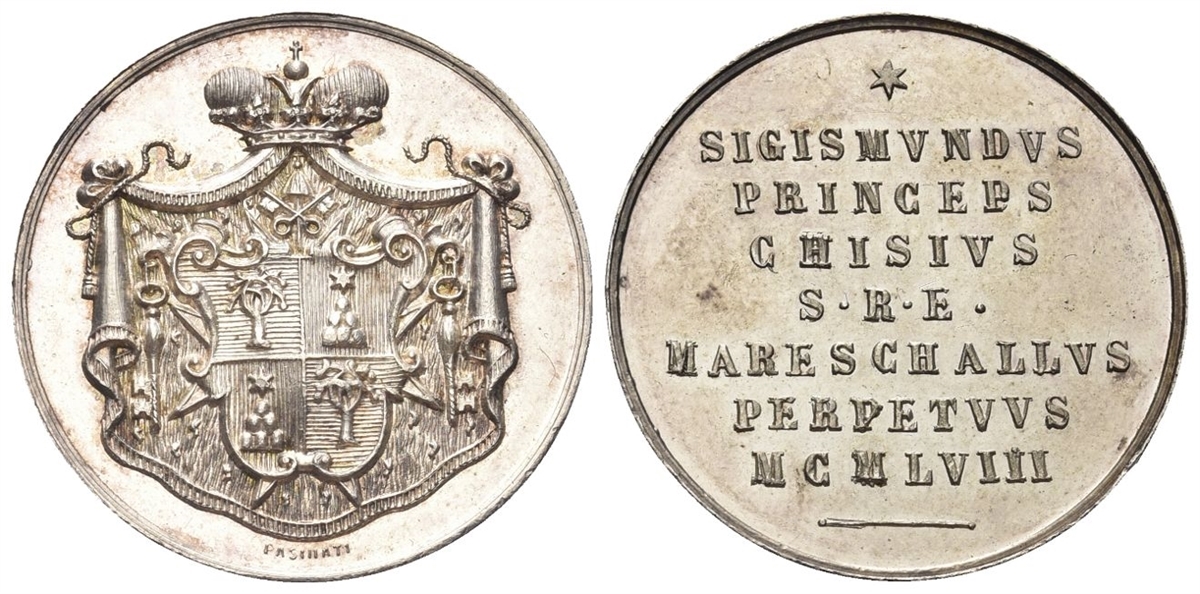 PASINATI
SIGISMVNDVS
PRINCEPS
CHISIVS
S · R · E ·
MARESCHALLVS
PERPETVVS
MCMLVIII